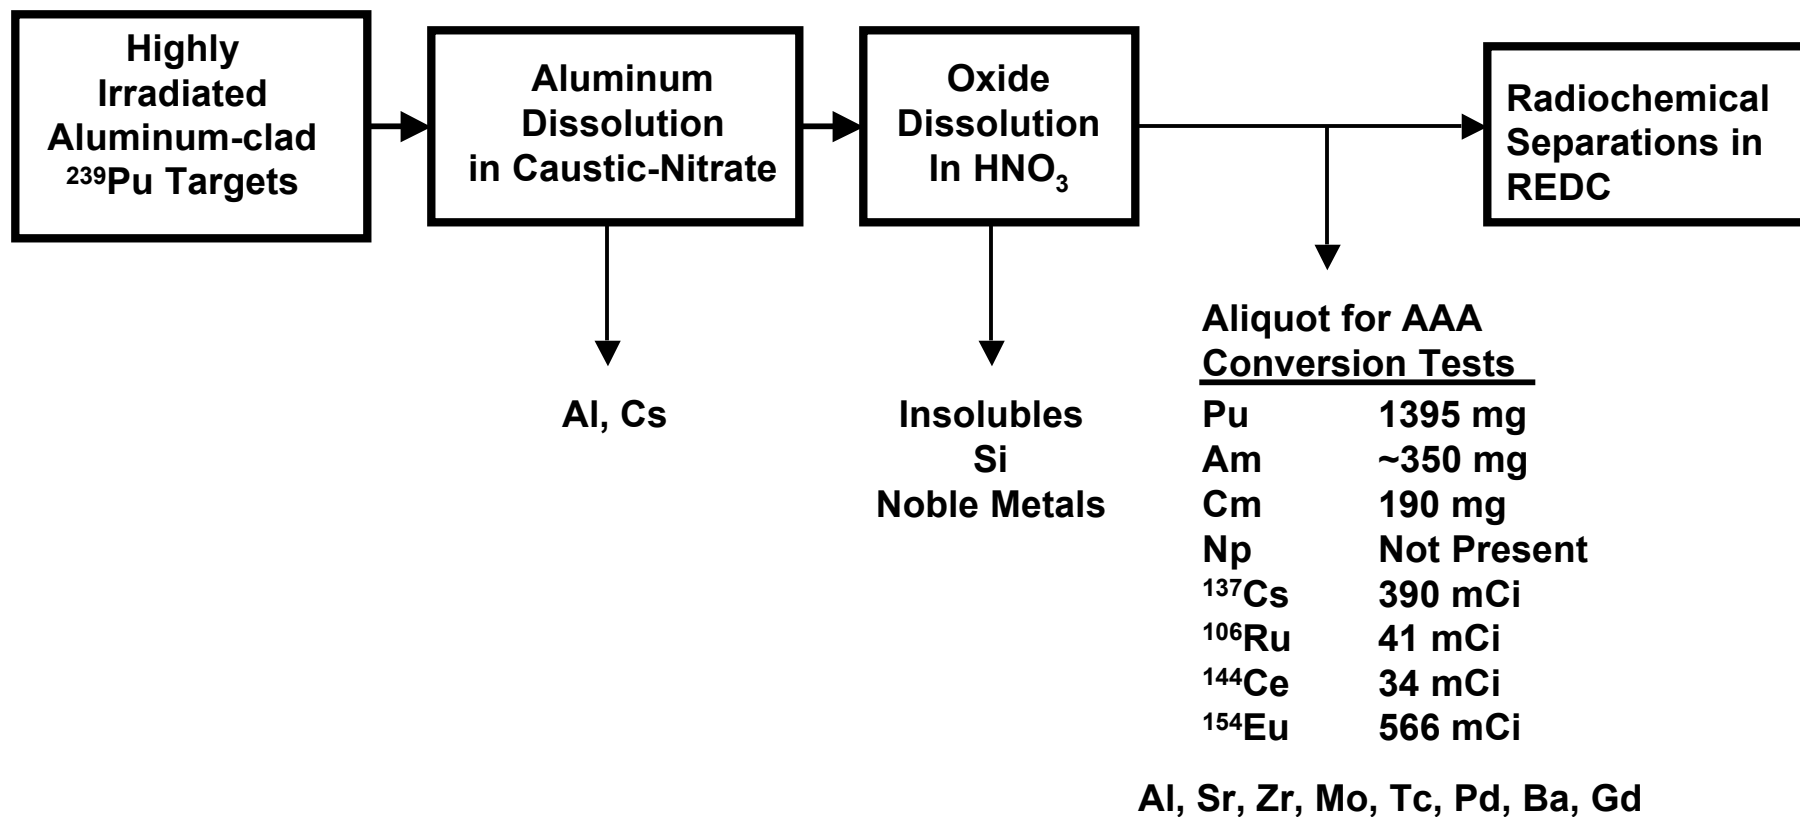 Highly
Irradiated
Aluminum-clad
²³⁹Pu Targets
Aluminum
Dissolution
in Caustic-Nitrate
Oxide
Dissolution
In HNO₃
Radiochemical
Separations in
REDC
Al, Cs
Insolubles
Si
Noble Metals
Aliquot for AAA
Conversion Tests
Pu 1395 mg
Am ~350 mg
Cm 190 mg
Np Not Present
¹³⁷Cs 390 mCi
¹⁰⁶Ru 41 mCi
¹⁴⁴Ce 34 mCi
¹⁵⁴Eu 566 mCi
Al, Sr, Zr, Mo, Tc, Pd, Ba, Gd